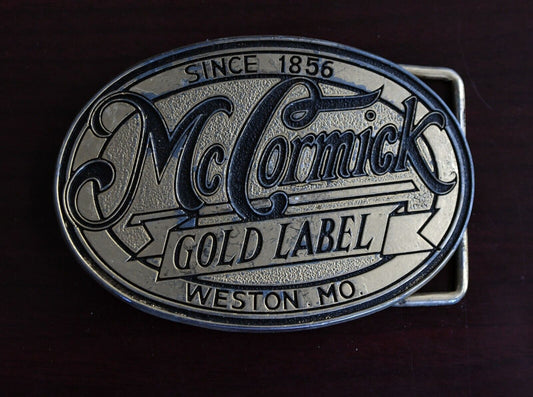 SINCE 1856
McCormick
GOLD LABEL
WESTON MO.